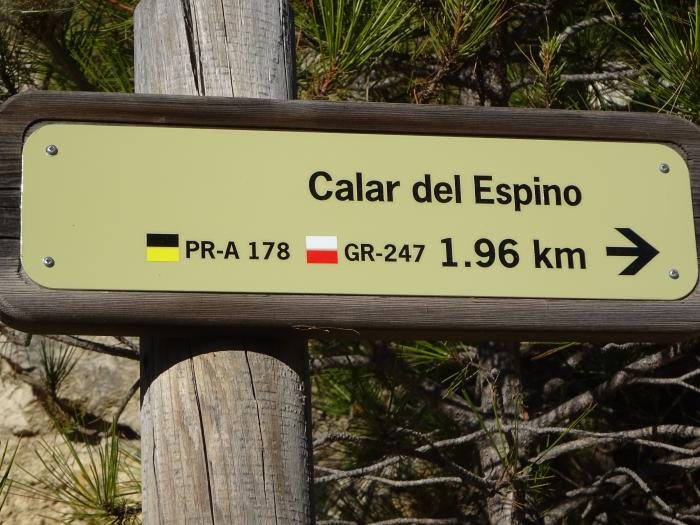 Calar del Espino
PR-A 178 GR-247 1.96 km